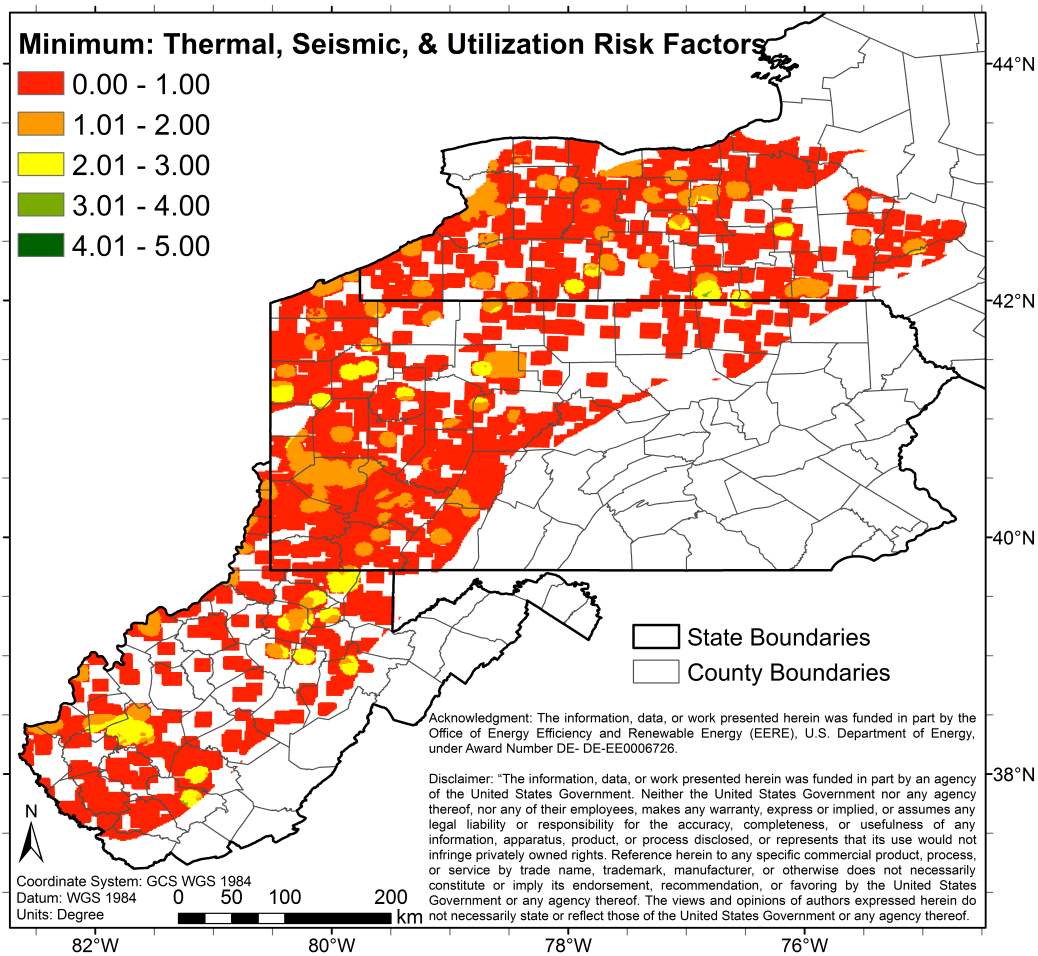 Minimum: Thermal, Seismic, & Utilization Risk Factors
0.00 - 1.00
1.01 - 2.00
2.01 - 3.00
3.01 - 4.00
4.01 - 5.00
44°N
42°N
40°N
38°N
State Boundaries
County Boundaries
Acknowledgment: The information, data, or work presented herein was funded in part by the
Office of Energy Efficiency and Renewable Energy (EERE), U.S. Department of Energy,
under Award Number DE- DE-EE0006726.
Disclaimer: “The information, data, or work presented herein was funded in part by an agency
of the United States Government. Neither the United States Government nor any agency
thereof, nor any of their employees, makes any warranty, express or implied, or assumes any
legal liability or responsibility for the accuracy, completeness, or usefulness of any
information, apparatus, product, or process disclosed, or represents that its use would not
infringe privately owned rights. Reference herein to any specific commercial product, process,
or service by trade name, trademark, manufacturer, or otherwise does not necessarily
constitute or imply its endorsement, recommendation, or favoring by the United States
Government or any agency thereof. The views and opinions of authors expressed herein do
not necessarily state or reflect those of the United States Government or any agency thereof.
N
Coordinate System: GCS WGS 1984
Datum: WGS 1984
Units: Degree
0 50 100 200
km
82°W 80°W 78°W 76°W